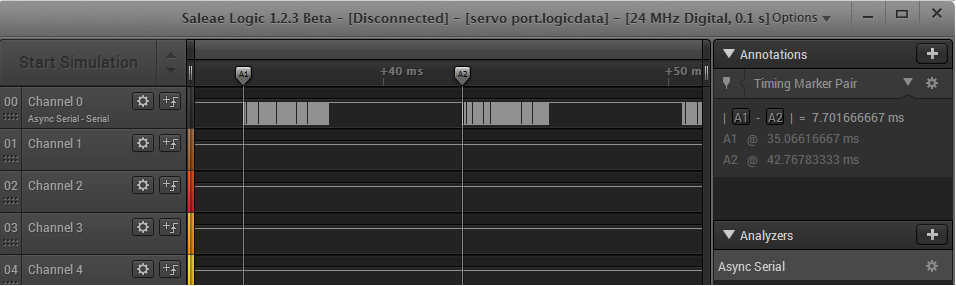 Saleae Logic 1.2.3 Beta - [Disconnected] - [servo port.logicdata] - [24 MHz Digital, 0.1 s] Options
Start Simulation
A1
+40 ms
A2
+50 m
Annotations
Timing Marker Pair
00 Channel 0
Async Serial - Serial
| A1 - A2 | = 7.701666667 ms
A1 @ 35.06616667 ms
A2 @ 42.76783333 ms
01 Channel 1
02 Channel 2
03 Channel 3
Analyzers
04 Channel 4
Async Serial